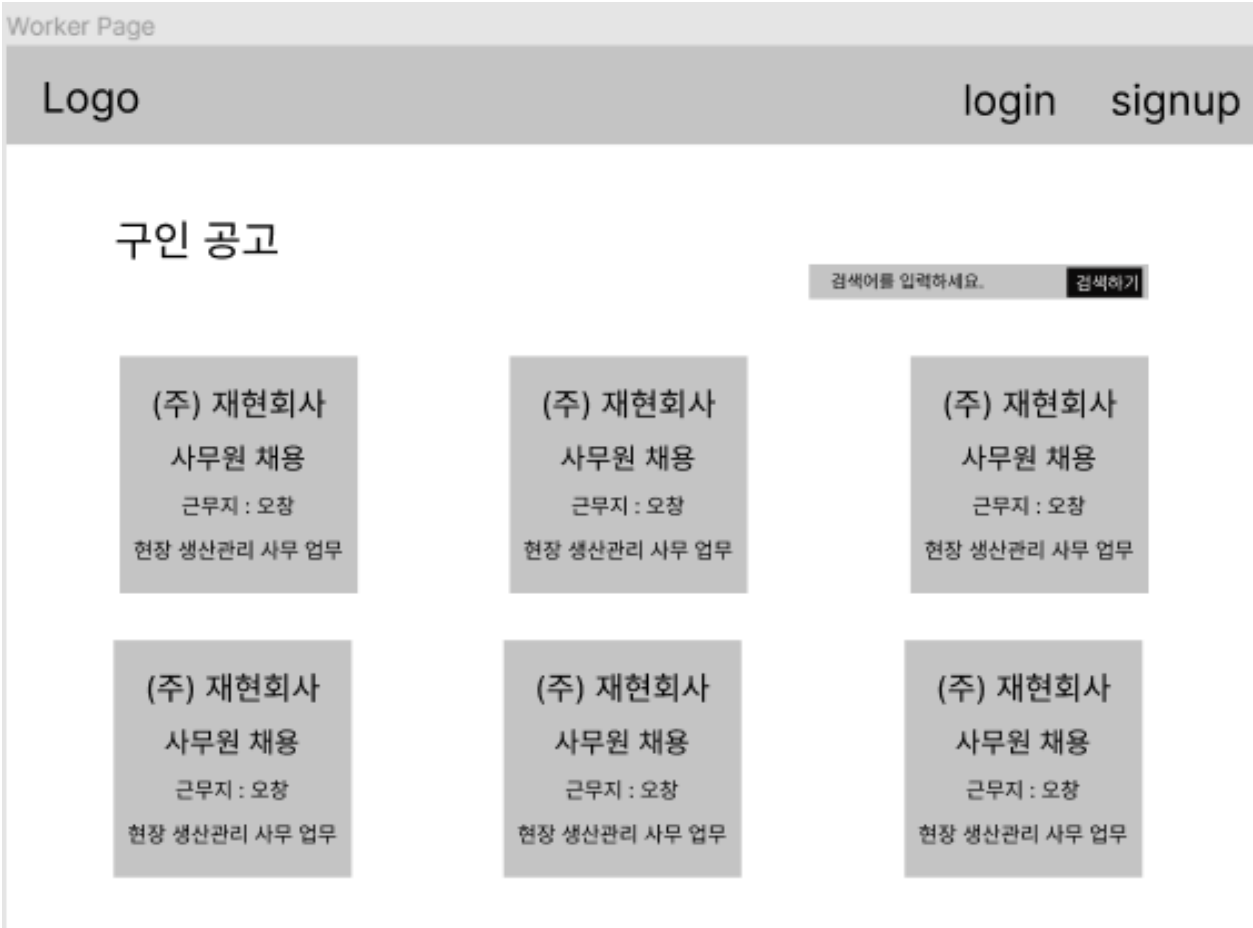 Worker Page
Logo login signup
구인 공고
검색어를 입력하세요. 검색하기
(주) 재현회사 (주) 재현회사 (주) 재현회사
사무원 채용 사무원 채용 사무원 채용
근무지 : 오창 근무지 : 오창 근무지 : 오창
현장 생산관리 사무 업무 현장 생산관리 사무 업무 현장 생산관리 사무 업무
(주) 재현회사 (주) 재현회사 (주) 재현회사
사무원 채용 사무원 채용 사무원 채용
근무지 : 오창 근무지 : 오창 근무지 : 오창
현장 생산관리 사무 업무 현장 생산관리 사무 업무 현장 생산관리 사무 업무